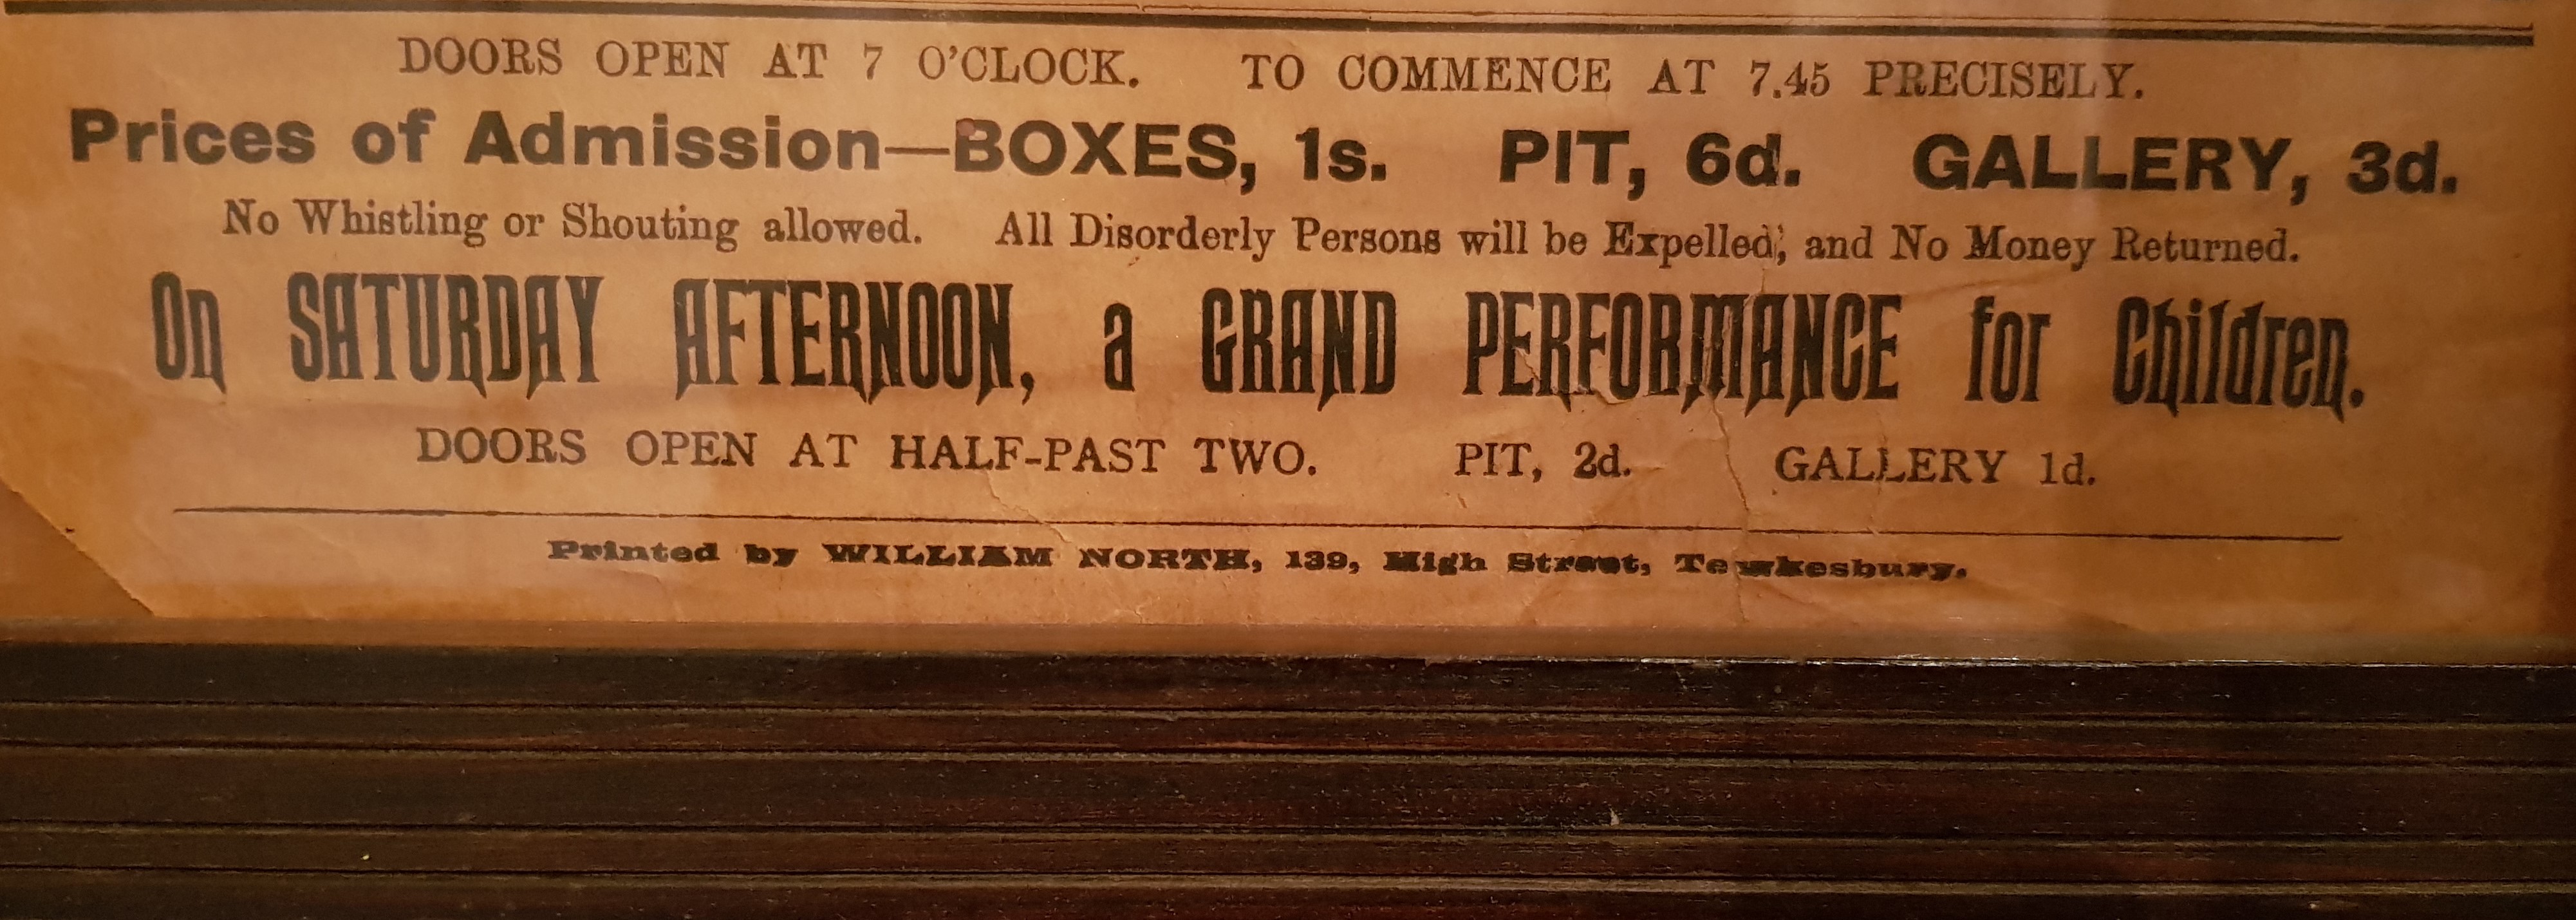 DOORS OPEN AT 7 O'CLOCK. TO COMMENCE AT 7.45 PRECISELY.
Prices of Admission—BOXES, 1s. PIT, 6d. GALLERY, 3d.
No Whistling or Shouting allowed. All Disorderly Persons will be Expelled, and No Money Returned.
On SATURDAY AFTERNOON, a GRAND PERFORMANCE for Children.
DOORS OPEN AT HALF-PAST TWO. PIT, 2d. GALLERY 1d.
Printed by WILLIAM NORTH, 139, High Street, Tewkesbury.